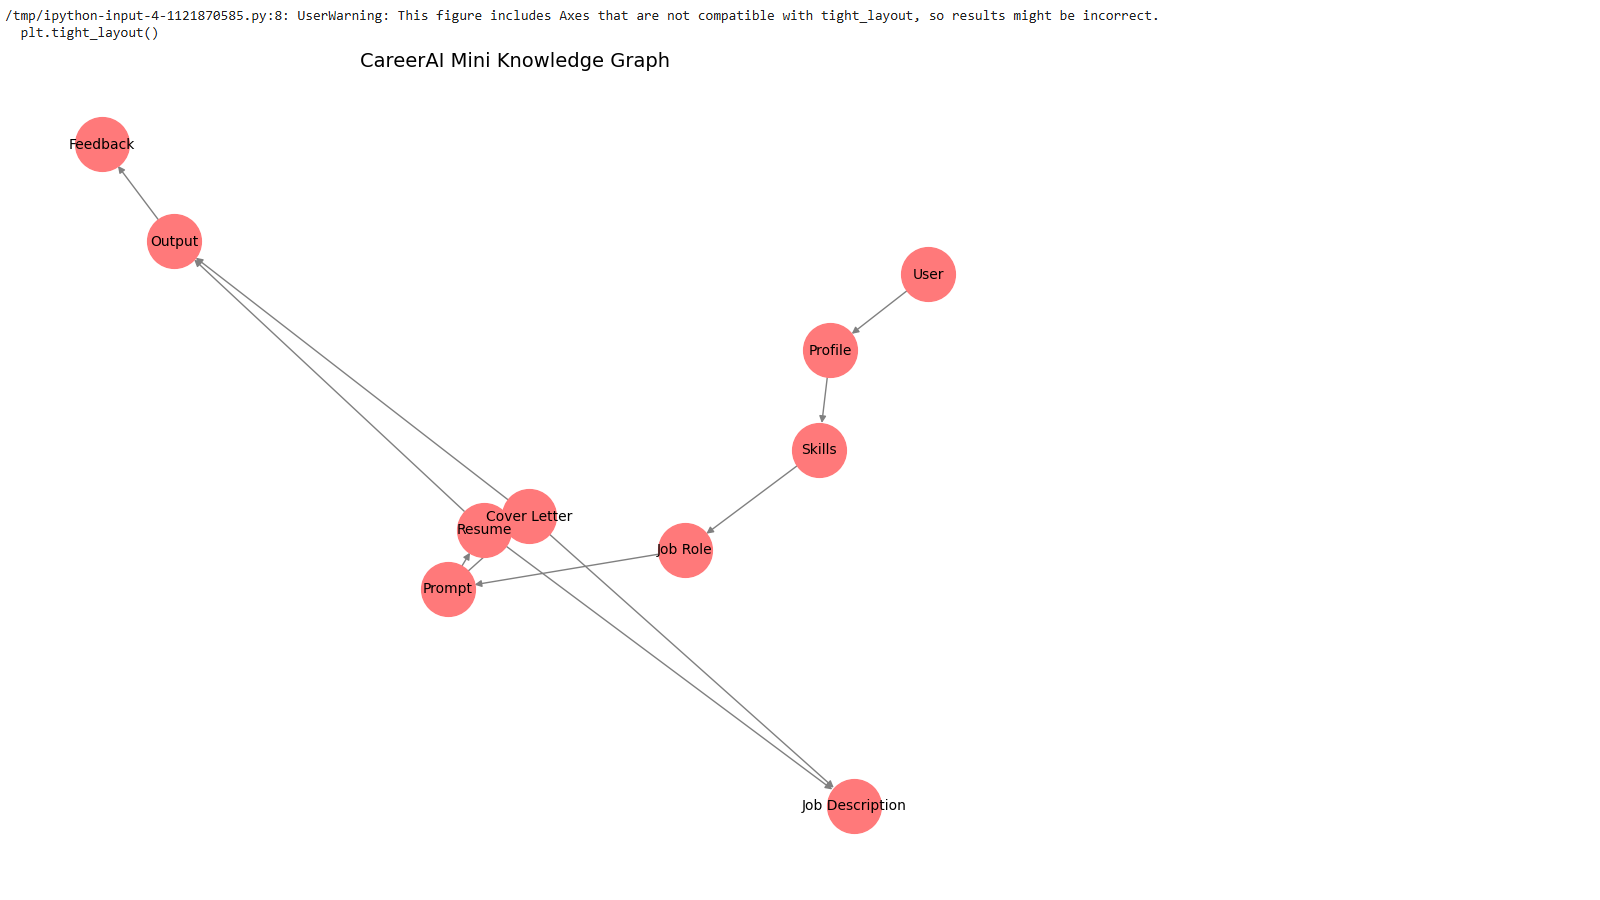 /tmp/ipython-input-4-1121870585.py:8: UserWarning: This figure includes Axes that are not compatible with tight_layout, so results might be incorrect.
  plt.tight_layout()
CareerAI Mini Knowledge Graph
Feedback
Output
User
Profile
Skills
Cover Letter
Resume
Job Role
Prompt
Job Description